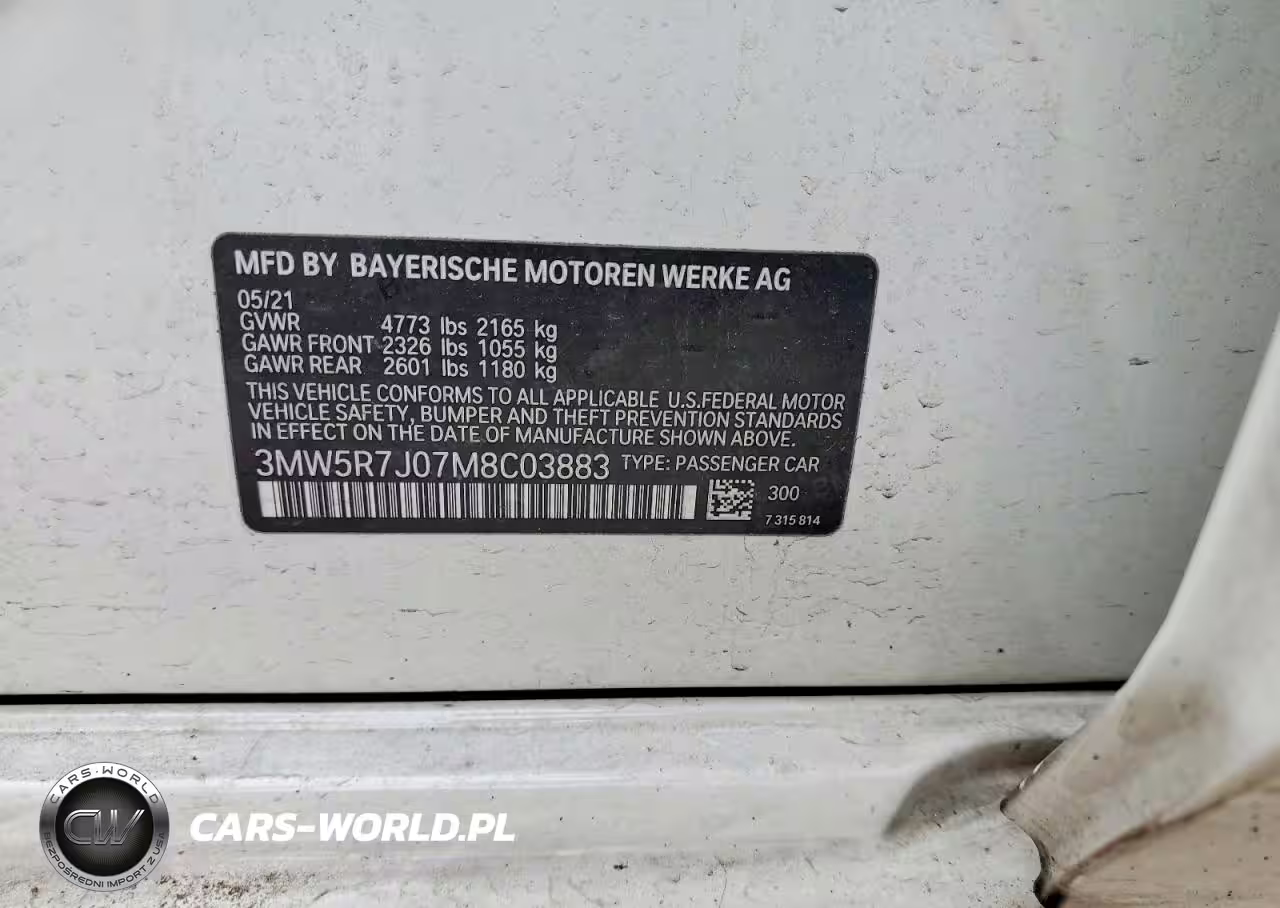 MFD BY BAYERISCHE MOTOREN WERKE AG
05/21
GVWR 4773 lbs 2165 kg
GAWR FRONT 2326 lbs 1055 kg
GAWR REAR 2601 lbs 1180 kg
THIS VEHICLE CONFORMS TO ALL APPLICABLE U.S.FEDERAL MOTOR
VEHICLE SAFETY, BUMPER AND THEFT PREVENTION STANDARDS
IN EFFECT ON THE DATE OF MANUFACTURE SHOWN ABOVE.
3MW5R7J07M8C03883 TYPE: PASSENGER CAR
300
7 315 814
CARS-WORLD
CW
BEZPOŚREDNI IMPORT Z USA
CARS-WORLD.PL